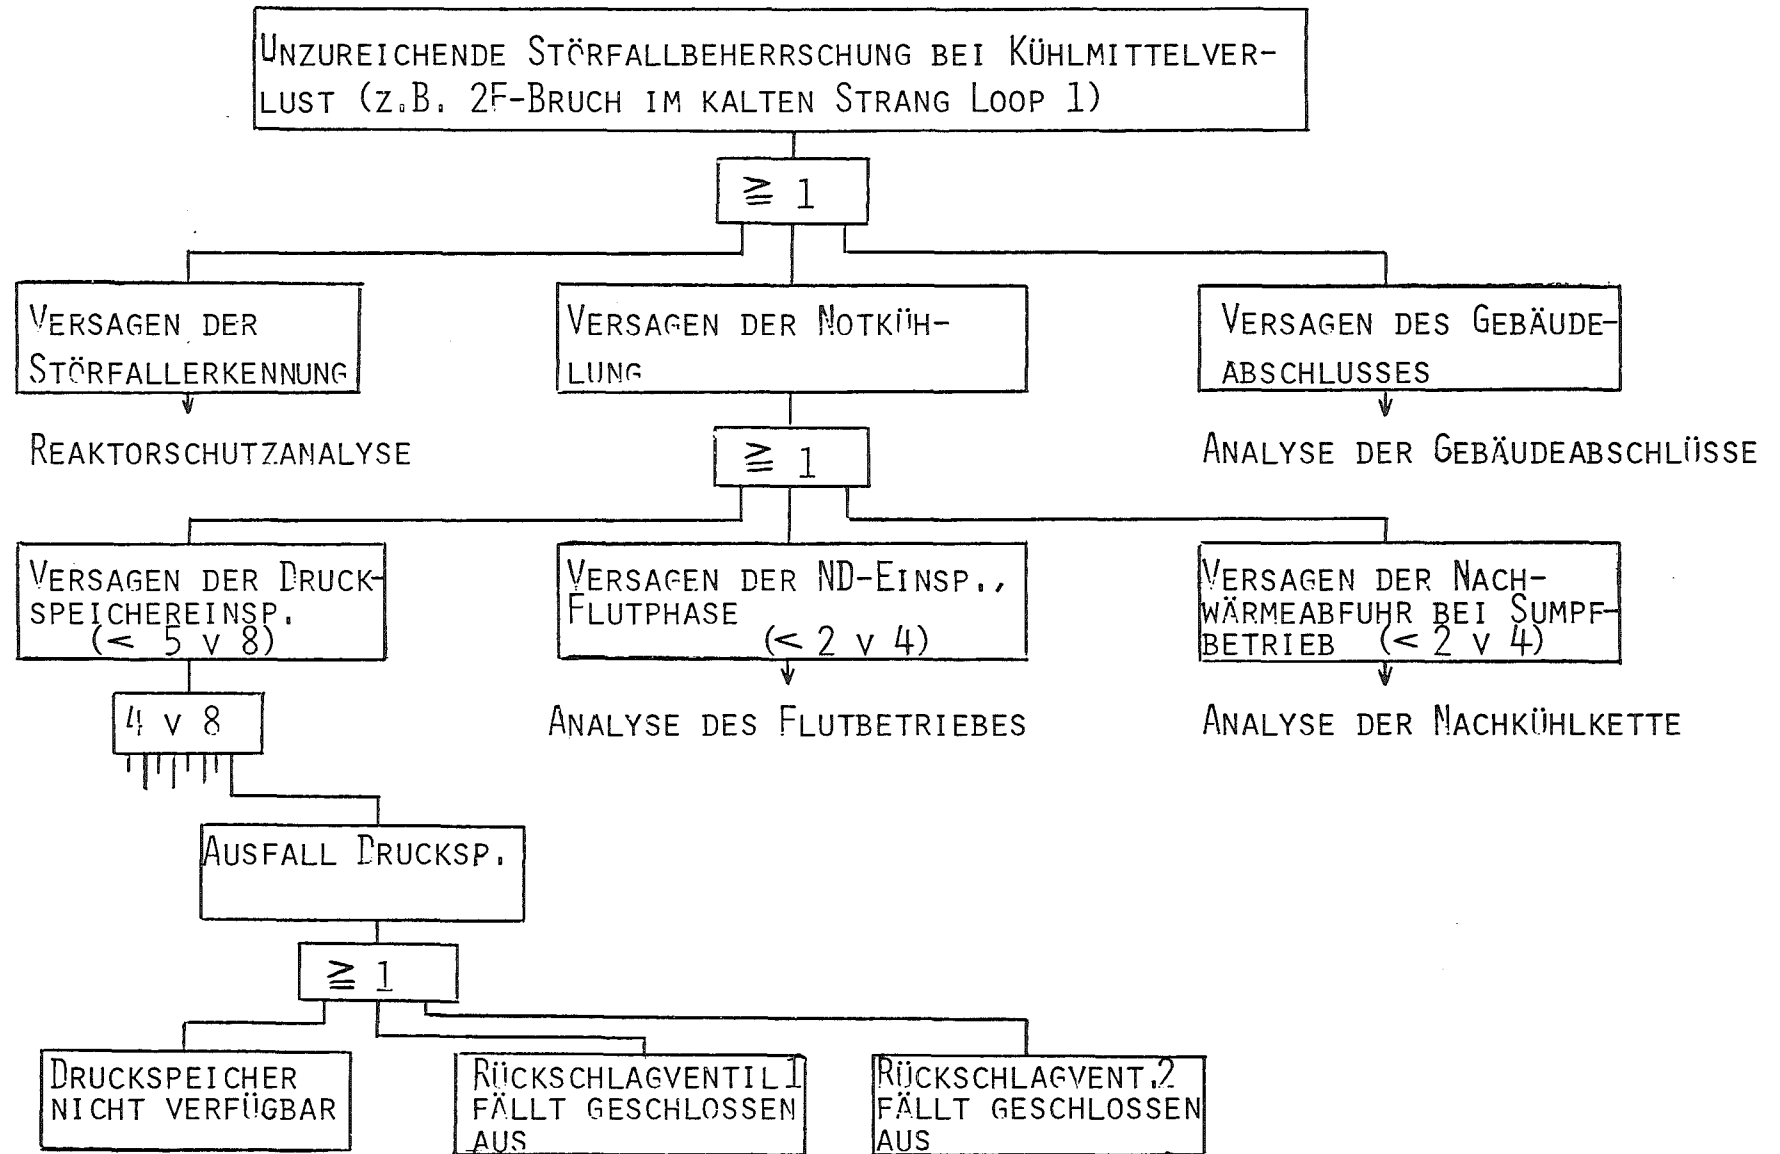 UNZUREICHENDE STÖRFALLBEHERRSCHUNG BEI KÜHLMITTELVER-
LUST (Z.B. 2F-BRUCH IM KALTEN STRANG LOOP 1)
≧ 1
VERSAGEN DER
STÖRFALLERKENNUNG
VERSAGEN DER NOTKÜH-
LUNG
VERSAGEN DES GEBÄUDE-
ABSCHLUSSES
REAKTORSCHUTZANALYSE
≧ 1
ANALYSE DER GEBÄUDEABSCHLÜSSE
VERSAGEN DER DRUCK-
SPEICHEREINSP.
(< 5 v 8)
VERSAGEN DER ND-EINSP.,
FLUTPHASE
(< 2 v 4)
VERSAGEN DER NACH-
WÄRMEABFUHR BEI SUMPF-
BETRIEB (< 2 v 4)
4 v 8
ANALYSE DES FLUTBETRIEBES
ANALYSE DER NACHKÜHLKETTE
AUSFALL DRUCKSP.
≧ 1
DRUCKSPEICHER
NICHT VERFÜGBAR
RÜCKSCHLAGVENTIL 1
FÄLLT GESCHLOSSEN
AUS
RÜCKSCHLAGVENT.2
FÄLLT GESCHLOSSEN
AUS